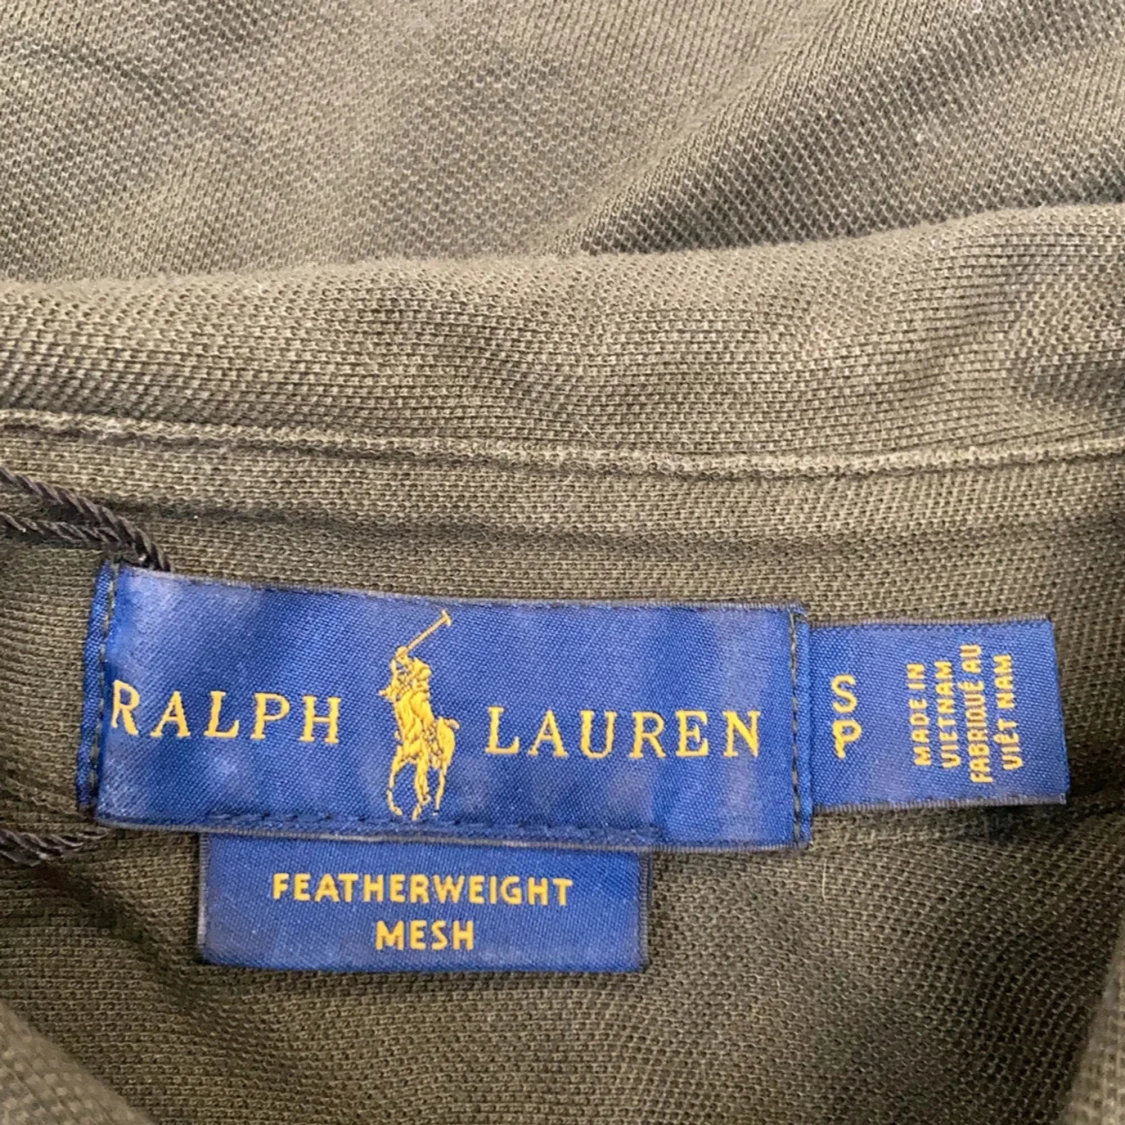 RALPH LAUREN
S
P
MADE IN
VIETNAM
FABRIQUÉ AU
VIÊT NAM
FEATHERWEIGHT
MESH